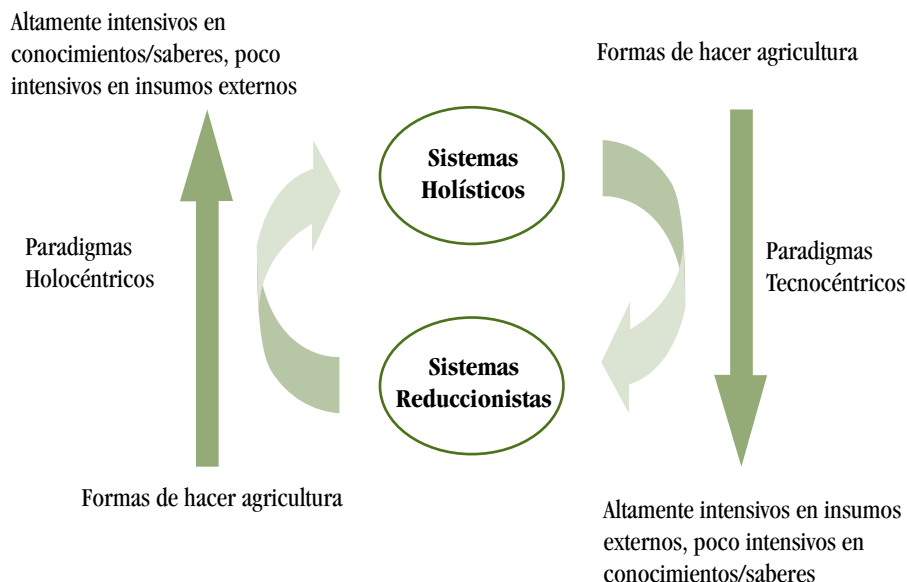 Altamente intensivos en
conocimientos/saberes, poco
intensivos en insumos externos
Formas de hacer agricultura
Sistemas
Holísticos
Paradigmas
Holocéntricos
Paradigmas
Tecnocéntricos
Sistemas
Reduccionistas
Formas de hacer agricultura
Altamente intensivos en insumos
externos, poco intensivos en
conocimientos/saberes